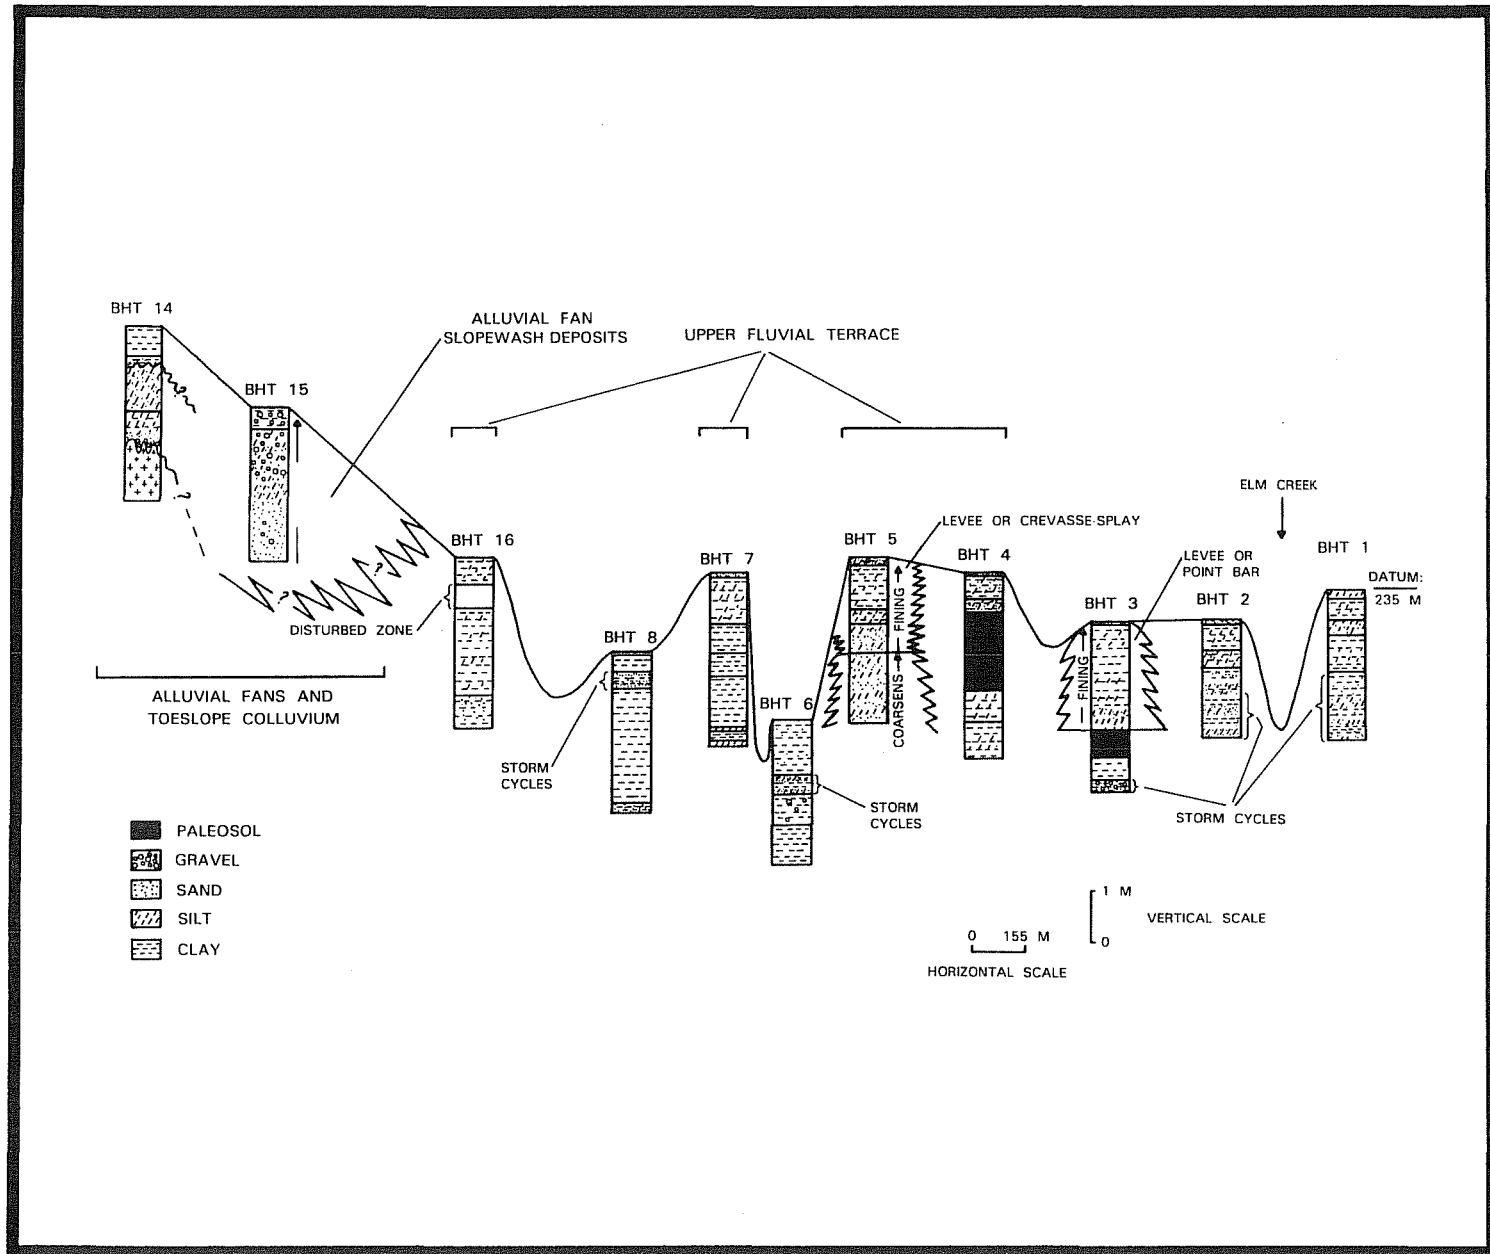 BHT 14
ALLUVIAL FAN
SLOPEWASH DEPOSITS
UPPER FLUVIAL TERRACE
BHT 15
ELM CREEK
LEVEE OR CREVASSE-SPLAY
BHT 16
BHT 5
BHT 4
BHT 7
BHT 1
LEVEE OR
POINT BAR
DATUM:
235 M
BHT 3
BHT 2
?
?
?
?
FINING
COARSENS
FINING
DISTURBED ZONE
BHT 8
BHT 6
ALLUVIAL FANS AND
TOESLOPE COLLUVIUM
STORM
CYCLES
STORM
CYCLES
STORM CYCLES
PALEOSOL
GRAVEL
SAND
SILT
CLAY
1 M
0
VERTICAL SCALE
0 155 M
HORIZONTAL SCALE